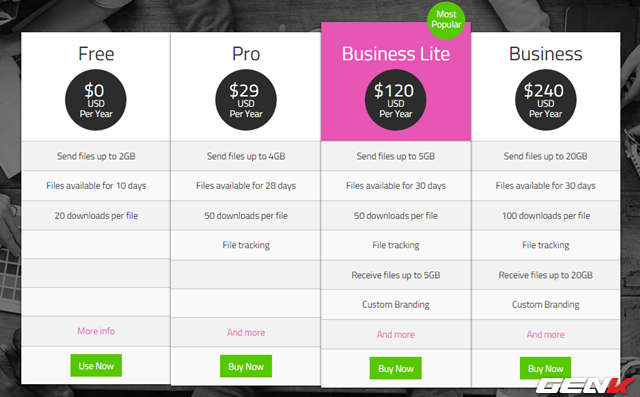 Most
Popular
Free
$0
USD
Per Year
Send files up to 2GB
Files available for 10 days
20 downloads per file
More info
Use Now
Pro
$29
USD
Per Year
Send files up to 4GB
Files available for 28 days
50 downloads per file
File tracking
And more
Buy Now
Business Lite
$120
USD
Per Year
Send files up to 5GB
Files available for 30 days
50 downloads per file
File tracking
Receive files up to 5GB
Custom Branding
And more
Buy Now
Business
$240
USD
Per Year
Send files up to 20GB
Files available for 30 days
100 downloads per file
File tracking
Receive files up to 20GB
Custom Branding
And more
Buy Now
GENK